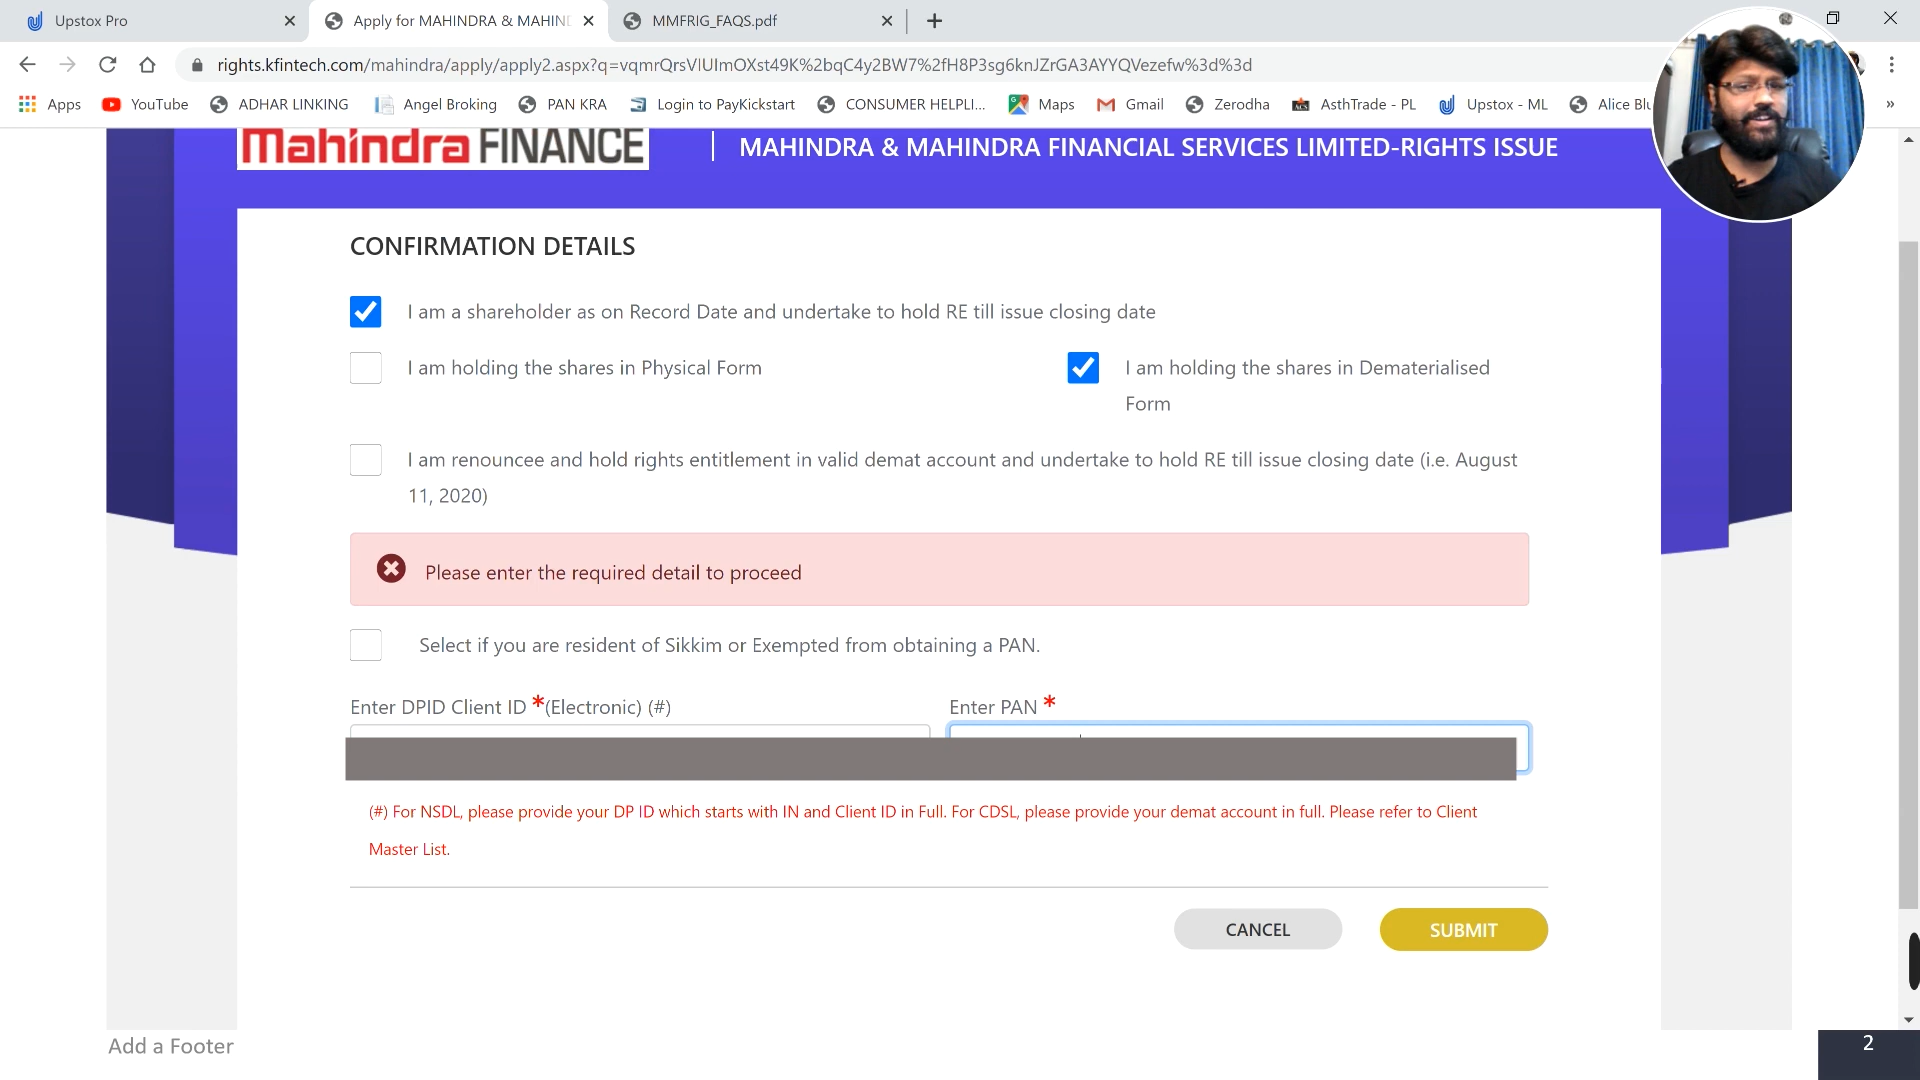 Upstox Pro
Apply for MAHINDRA & MAHIN
MMFRIG_FAQS.pdf
rights.kfintech.com/mahindra/apply/apply2.aspx?q=vqmrQrsVlUImOXst49K%2bqC4y2BW7%2fH8P3sg6knJZrGA3AYYQVezefw%3d%3d
Apps YouTube ADHAR LINKING Angel Broking PAN KRA Login to PayKickstart CONSUMER HELPLI... Maps Gmail Zerodha AsthTrade - PL Upstox - ML Alice Blu »
Mahindra FINANCE
MAHINDRA & MAHINDRA FINANCIAL SERVICES LIMITED-RIGHTS ISSUE
CONFIRMATION DETAILS
I am a shareholder as on Record Date and undertake to hold RE till issue closing date
I am holding the shares in Physical Form
I am holding the shares in Dematerialised
Form
I am renouncee and hold rights entitlement in valid demat account and undertake to hold RE till issue closing date (i.e. August
11, 2020)
Please enter the required detail to proceed
Select if you are resident of Sikkim or Exempted from obtaining a PAN.
Enter DPID Client ID *(Electronic) (#)
Enter PAN *
(#) For NSDL, please provide your DP ID which starts with IN and Client ID in Full. For CDSL, please provide your demat account in full. Please refer to Client
Master List.
CANCEL
SUBMIT
Add a Footer
2